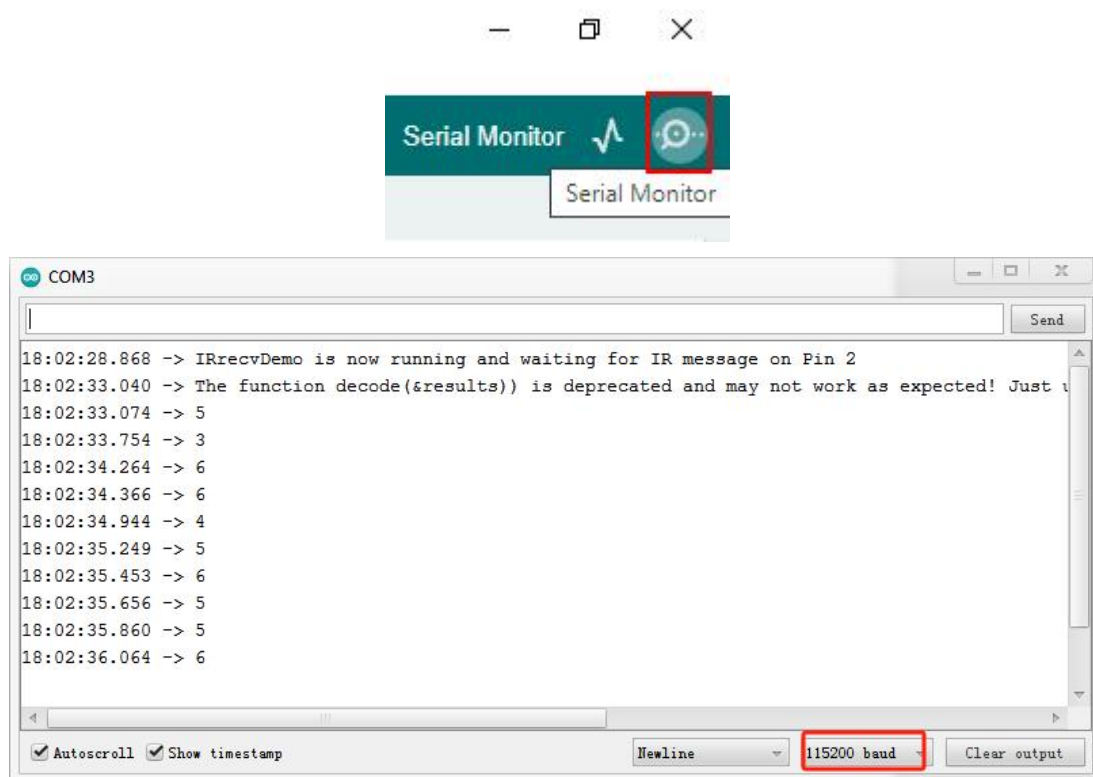 Serial Monitor
Serial Monitor
COM3
Send
18:02:28.868 -> IRrecvDemo is now running and waiting for IR message on Pin 2
18:02:33.040 -> The function decode(&results)) is deprecated and may not work as expected! Just
18:02:33.074 -> 5
18:02:33.754 -> 3
18:02:34.264 -> 6
18:02:34.366 -> 6
18:02:34.944 -> 4
18:02:35.249 -> 5
18:02:35.453 -> 6
18:02:35.656 -> 5
18:02:35.860 -> 5
18:02:36.064 -> 6
Autoscroll Show timestamp Newline 115200 baud Clear output